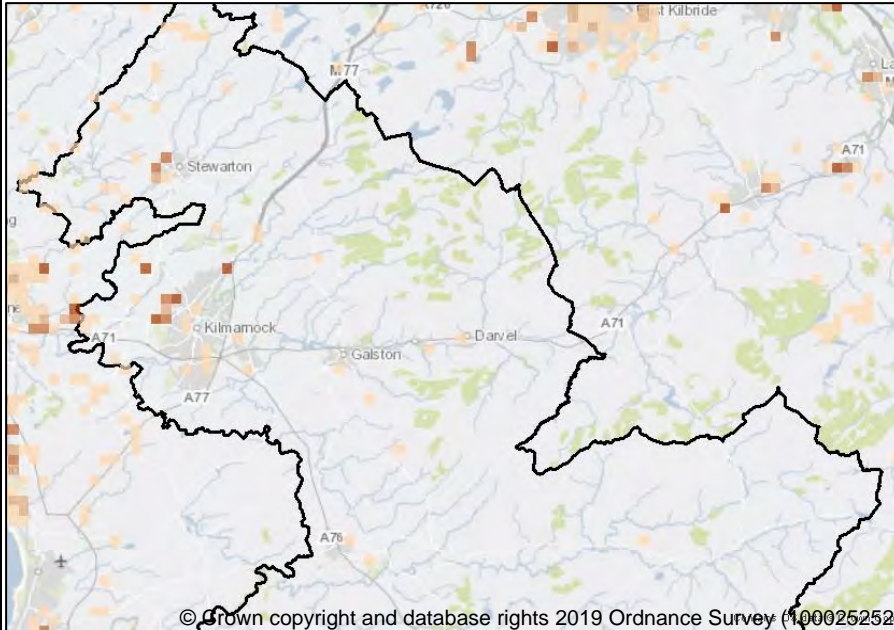 A726
East Kilbride
M77
A71
Stewarton
Kilmarnock
A71
Darvel
A71
Galston
A77
A76
© Crown copyright and database rights 2019 Ordnance Survey (100025252